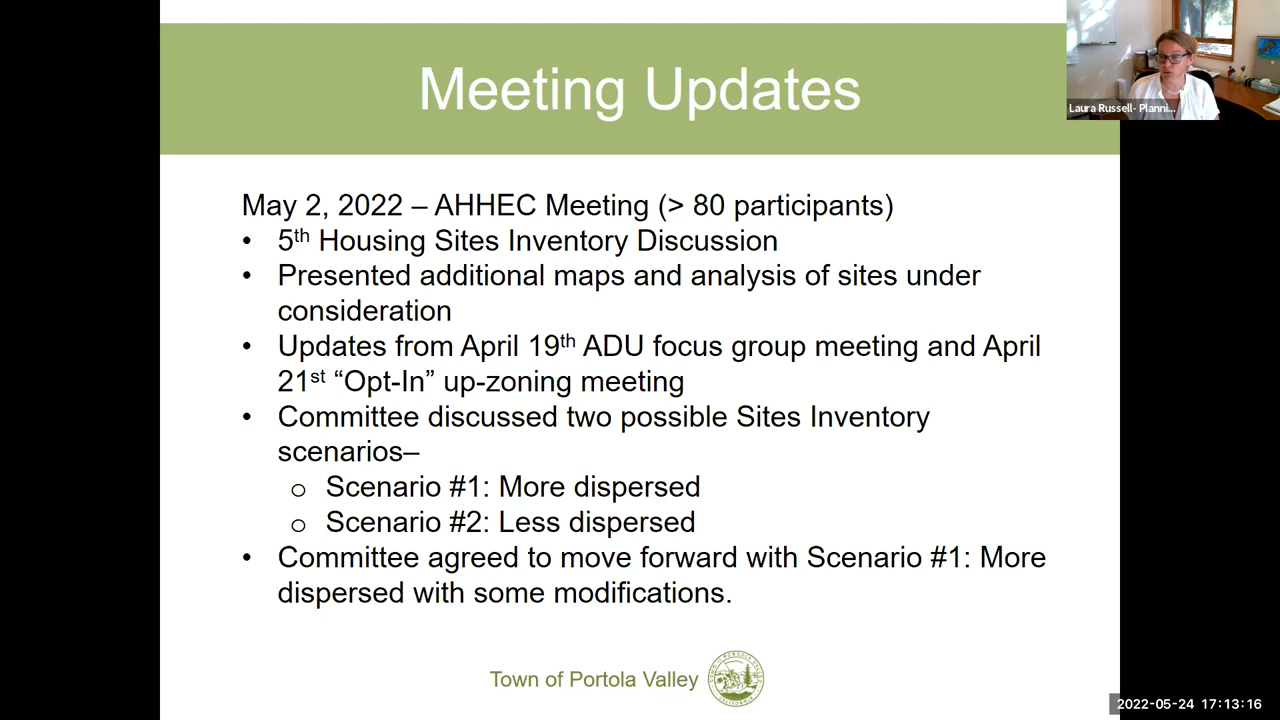 Meeting Updates
Laura Russell- Planni...
May 2, 2022 – AHHEC Meeting (> 80 participants)
• 5th Housing Sites Inventory Discussion
• Presented additional maps and analysis of sites under
consideration
• Updates from April 19th ADU focus group meeting and April
21st “Opt-In” up-zoning meeting
• Committee discussed two possible Sites Inventory
scenarios–
o Scenario #1: More dispersed
o Scenario #2: Less dispersed
• Committee agreed to move forward with Scenario #1: More
dispersed with some modifications.
Town of Portola Valley
2022-05-24 17:13:16